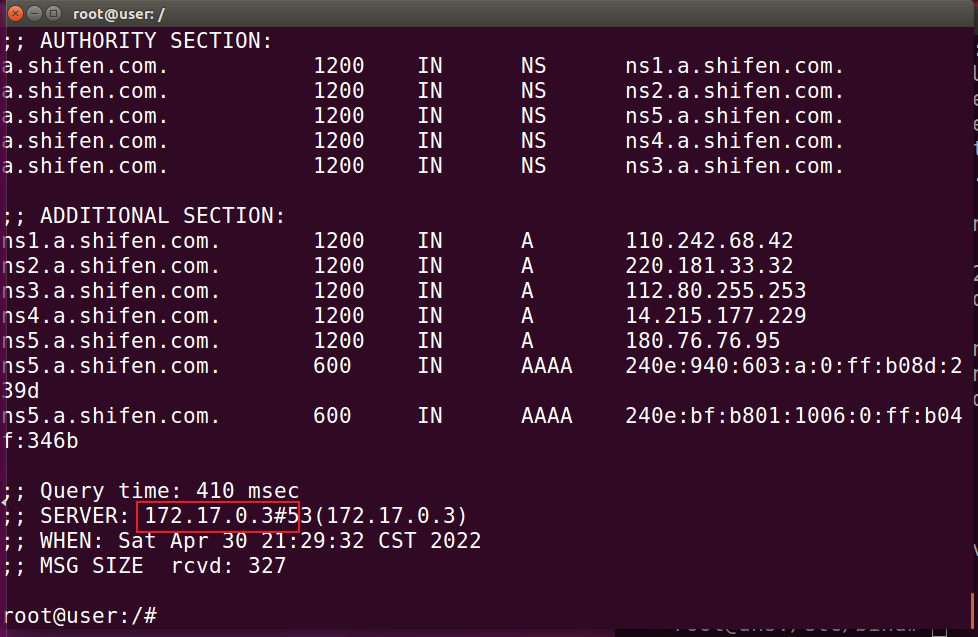 root@user: /
;; AUTHORITY SECTION:
a.shifen.com. 1200 IN NS ns1.a.shifen.com.
a.shifen.com. 1200 IN NS ns2.a.shifen.com.
a.shifen.com. 1200 IN NS ns5.a.shifen.com.
a.shifen.com. 1200 IN NS ns4.a.shifen.com.
a.shifen.com. 1200 IN NS ns3.a.shifen.com.
;; ADDITIONAL SECTION:
ns1.a.shifen.com. 1200 IN A 110.242.68.42
ns2.a.shifen.com. 1200 IN A 220.181.33.32
ns3.a.shifen.com. 1200 IN A 112.80.255.253
ns4.a.shifen.com. 1200 IN A 14.215.177.229
ns5.a.shifen.com. 1200 IN A 180.76.76.95
ns5.a.shifen.com. 600 IN AAAA 240e:940:603:a:0:ff:b08d:2
39d
ns5.a.shifen.com. 600 IN AAAA 240e:bf:b801:1006:0:ff:b04
f:346b
;; Query time: 410 msec
;; SERVER: 172.17.0.3#53(172.17.0.3)
;; WHEN: Sat Apr 30 21:29:32 CST 2022
;; MSG SIZE rcvd: 327
root@user:/#